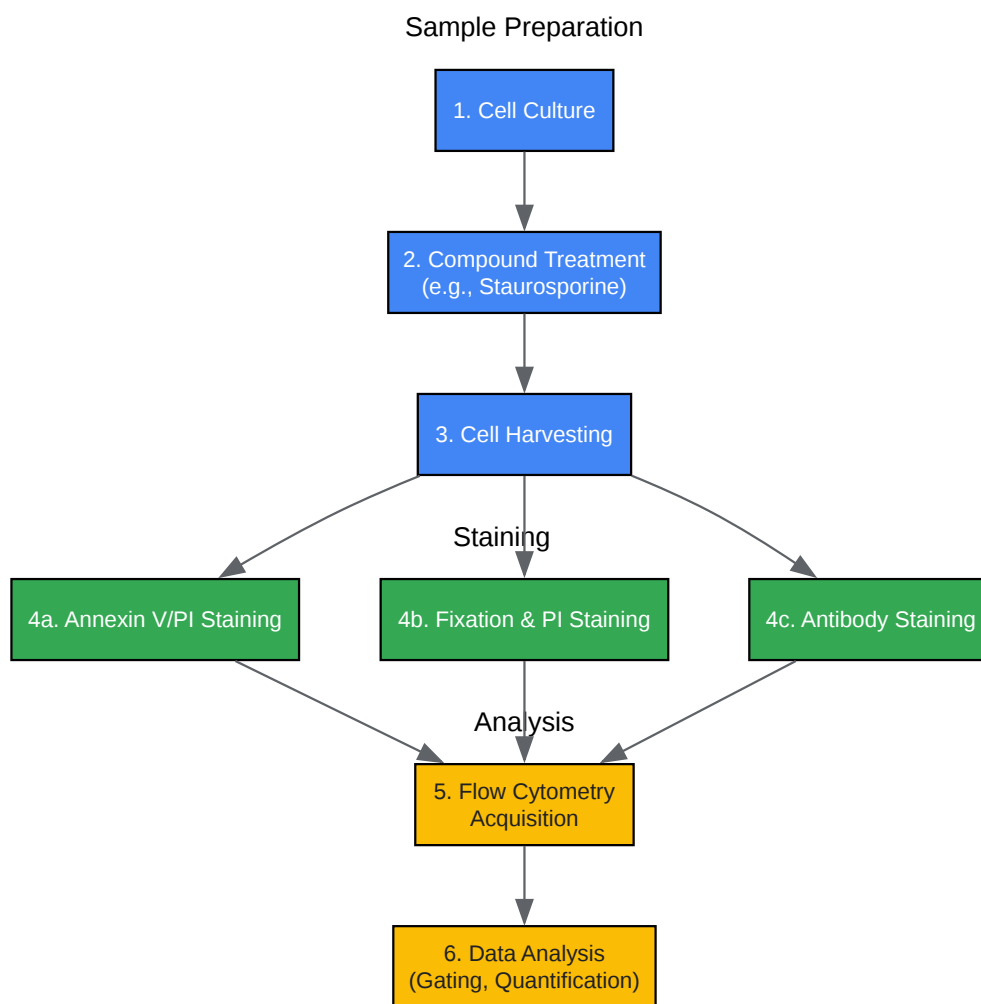 Sample Preparation
1. Cell Culture
2. Compound Treatment
(e.g., Staurosporine)
3. Cell Harvesting
Staining
4a. Annexin V/PI Staining
4b. Fixation & PI Staining
4c. Antibody Staining
Analysis
5. Flow Cytometry
Acquisition
6. Data Analysis
(Gating, Quantification)